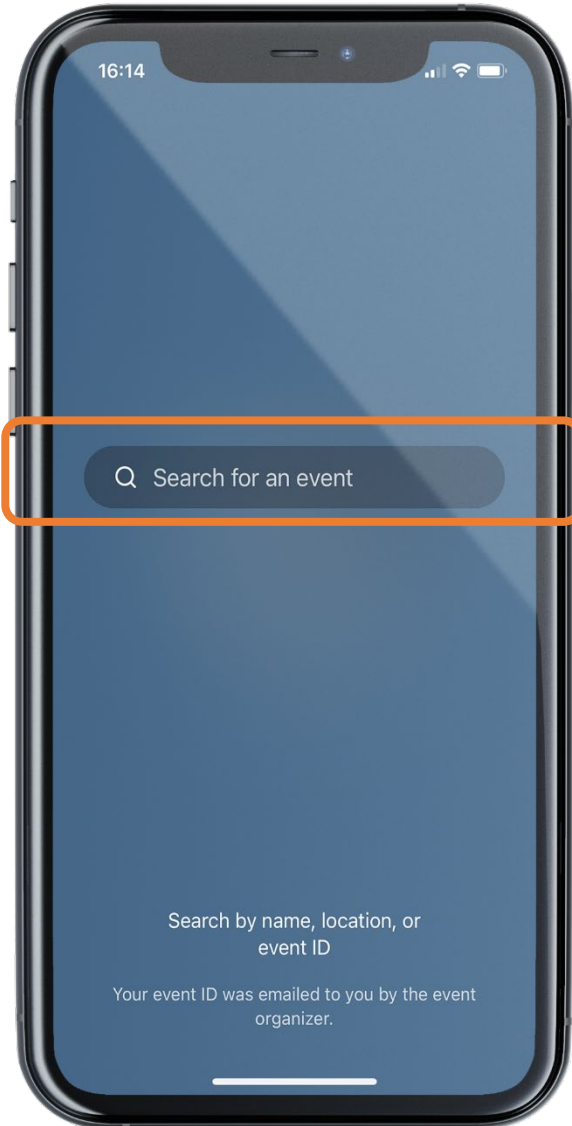 16:14
Search for an event
Search by name, location, or
event ID
Your event ID was emailed to you by the event
organizer.